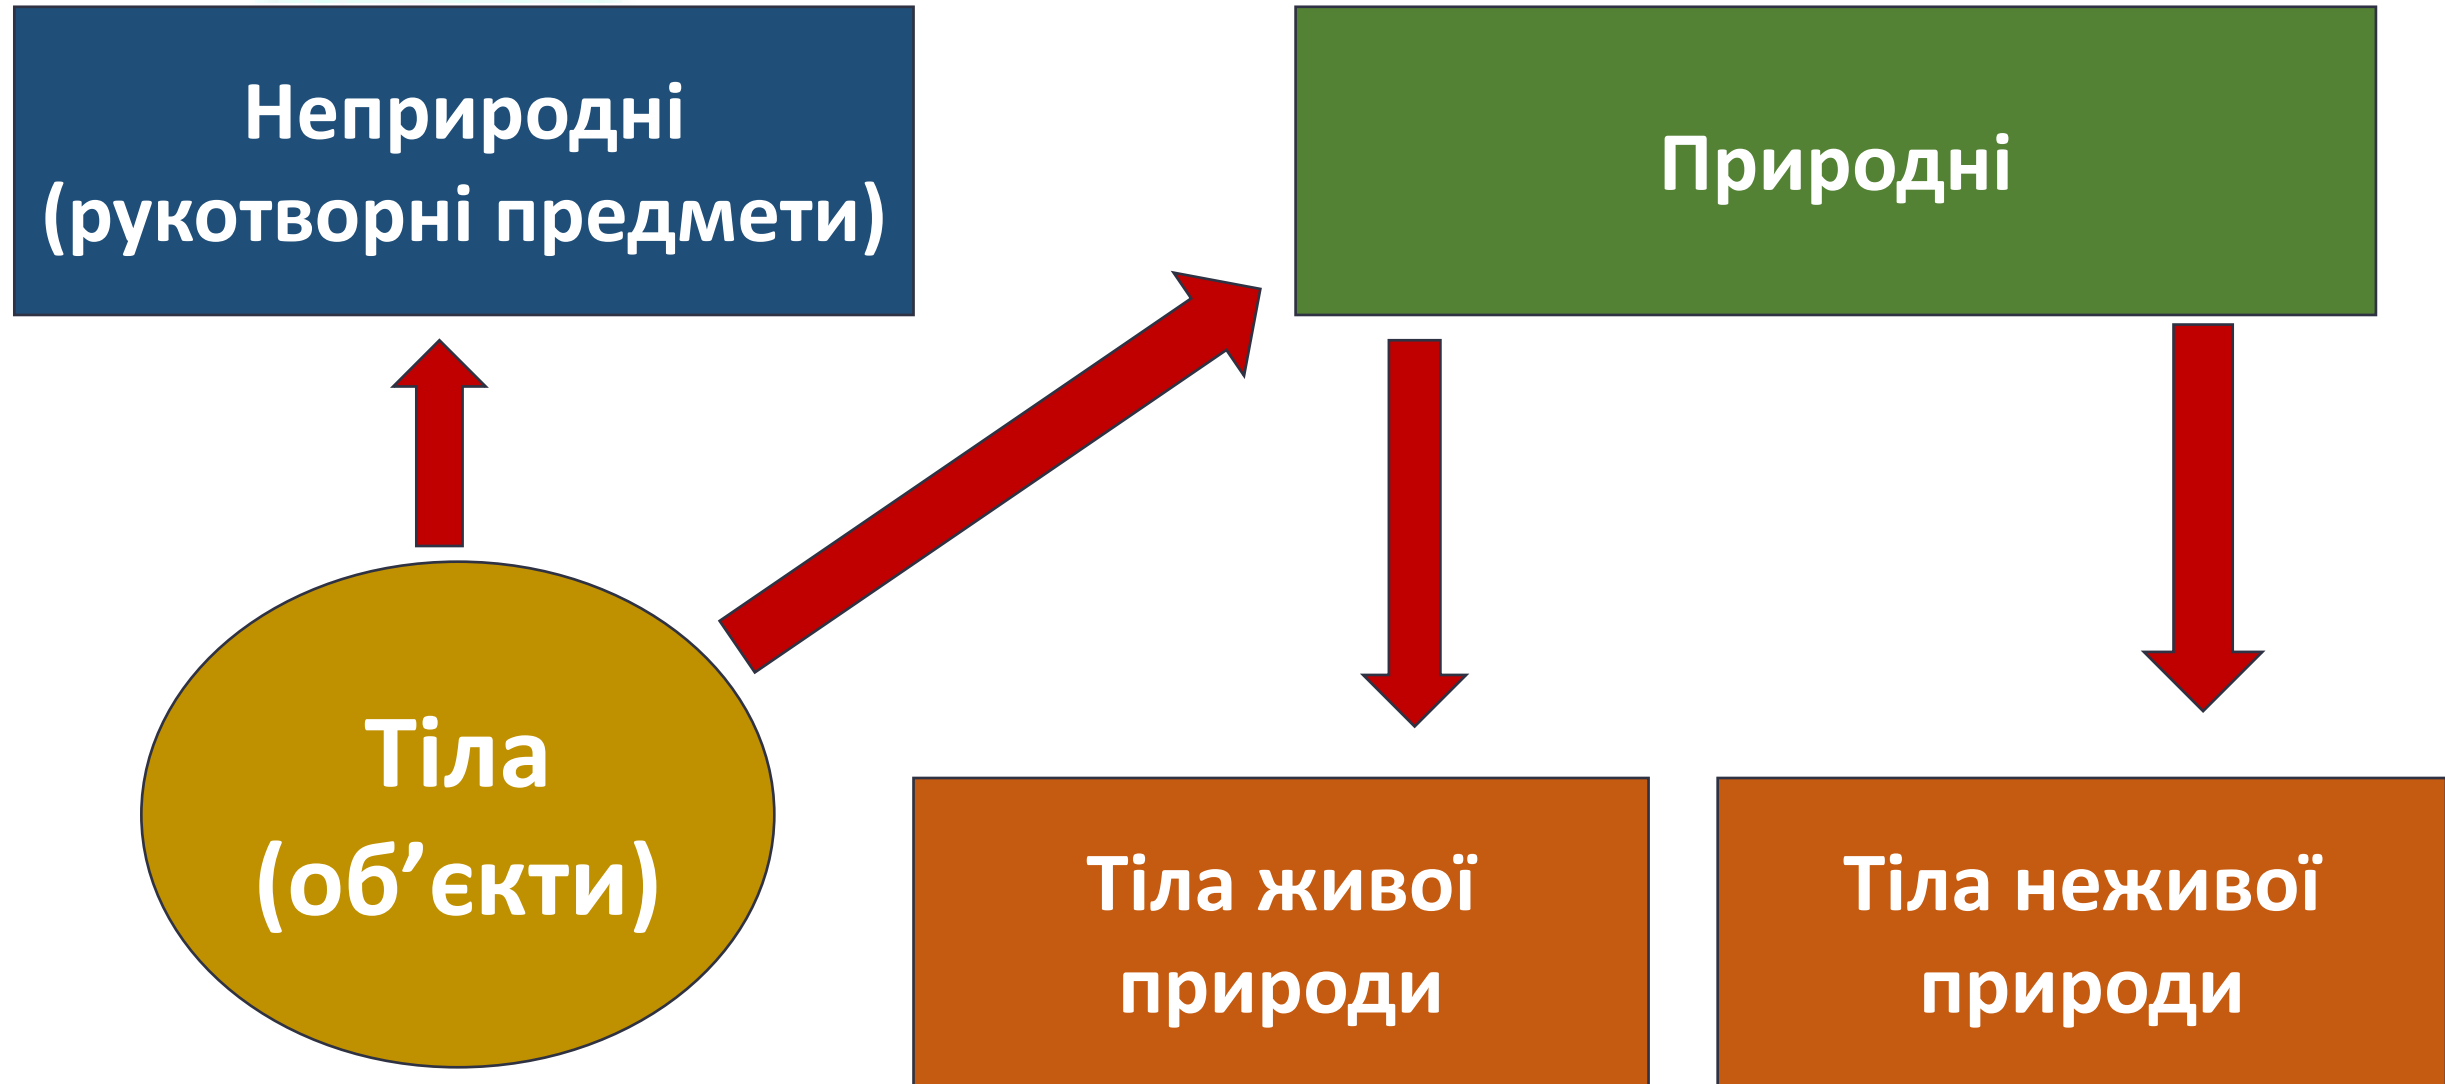 Неприродні
(рукотворні предмети)
Природні
Тіла
(об’єкти)
Тіла живої
природи
Тіла неживої
природи